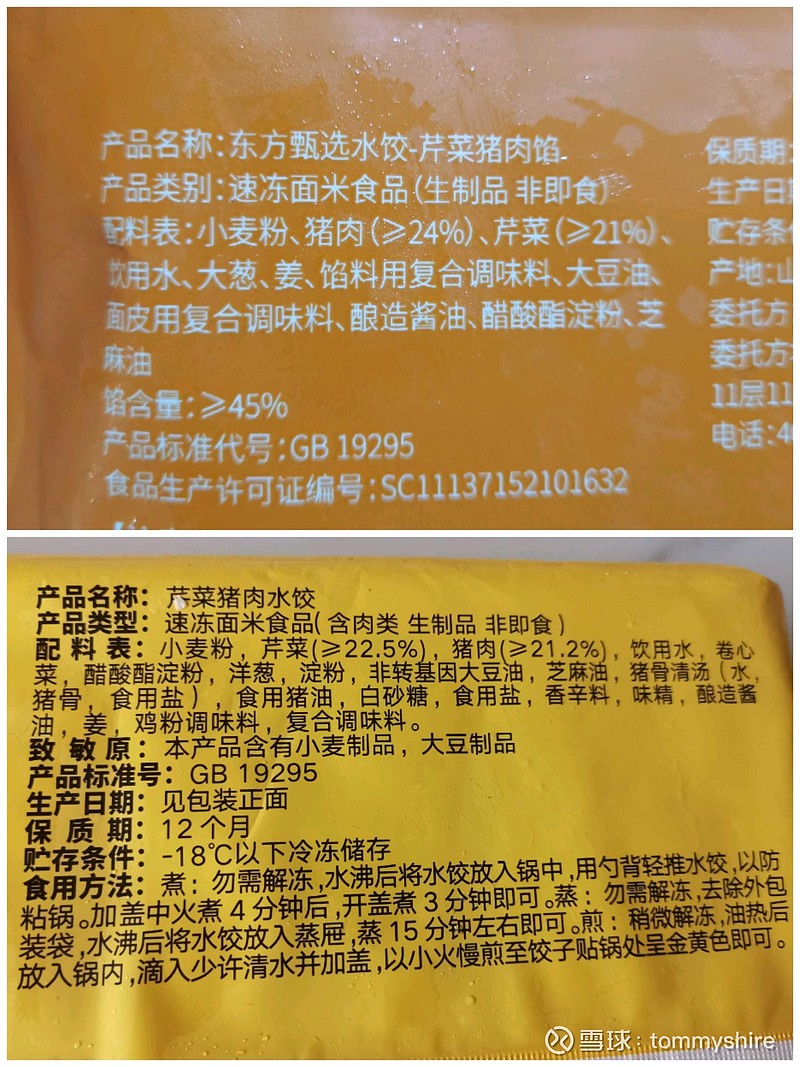 产品名称：东方甄选水饺-芹菜猪肉馅
产品类别：速冻面米食品（生制品 非即食）
配料表：小麦粉、猪肉（≥24%）、芹菜（≥21%）、
饮用水、大葱、姜、馅料用复合调味料、大豆油、
面皮用复合调味料、酿造酱油、醋酸酯淀粉、芝
麻油
馅含量：≥45%
产品标准代号：GB 19295
食品生产许可证编号：SC11137152101632
保质期：
生产日期
贮存条件
产地：山
委托方
委托方
11层11
电话：40
产品名称： 芹菜猪肉水饺
产品类型： 速冻面米食品（含肉类 生制品 非即食）
配 料 表： 小麦粉，芹菜（≥22.5%），猪肉（≥21.2%），饮用水，卷心
菜，醋酸酯淀粉，洋葱，淀粉，非转基因大豆油，芝麻油，猪骨清汤（水，
猪骨，食用盐），食用猪油，白砂糖，食用盐，香辛料，味精，酿造酱
油，姜，鸡粉调味料，复合调味料。
致 敏 原： 本产品含有小麦制品，大豆制品
产品标准号： GB 19295
生产日期： 见包装正面
保 质 期： 12 个月
贮存条件： -18℃以下冷冻储存
食用方法： 煮：勿需解冻，水沸后将水饺放入锅中，用勺背轻推水饺，以防
粘锅。加盖中火煮 4 分钟后，开盖煮 3 分钟即可。蒸：勿需解冻，去除外包
装袋，水沸后将水饺放入蒸屉，蒸 15 分钟左右即可。煎：稍微解冻，油热后
放入锅内，滴入少许清水并加盖，以小火慢煎至饺子贴锅处呈金黄色即可。
雪球：tommyshire